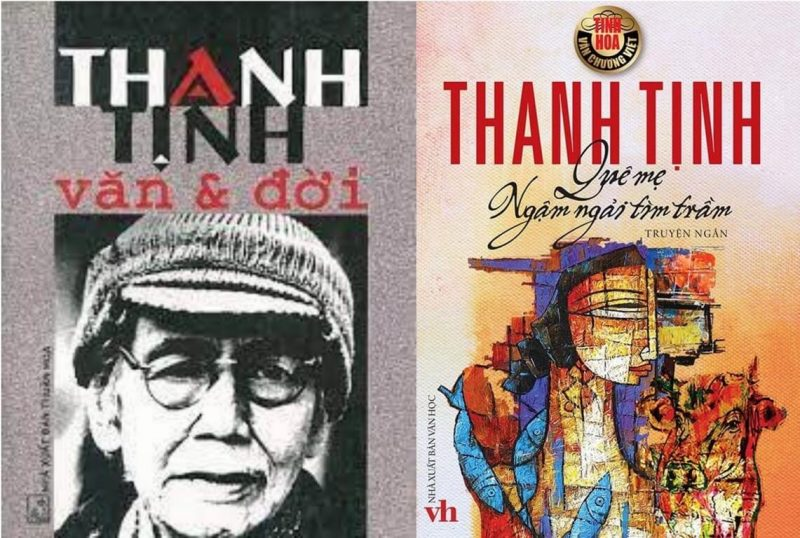 THANH
TỊNH
văn & đời
NHÀ XUẤT BẢN THUẬN HÓA
TINH
HOA
VĂN CHƯƠNG VIỆT
THANH TỊNH
Quê mẹ
Ngậm ngải tìm trầm
TRUYỆN NGẮN
NHÀ XUẤT BẢN VĂN HỌC
vh